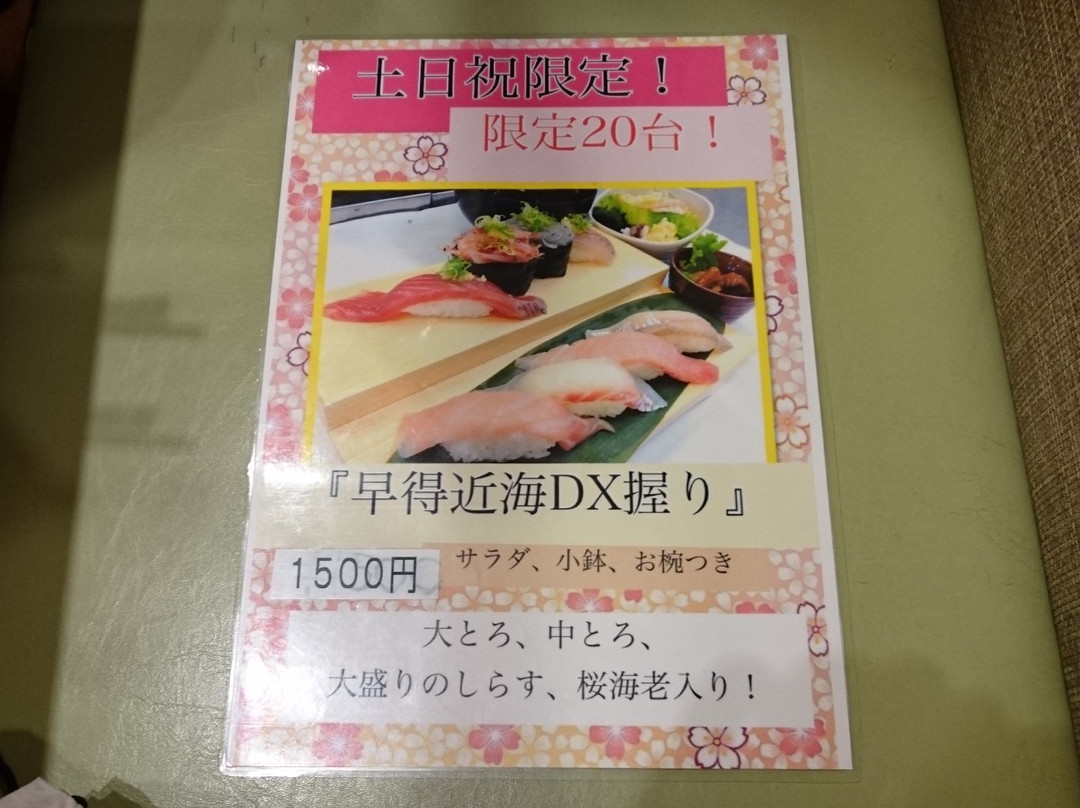 土日祝限定！
限定20台！
『早得近海DX握り』
サラダ、小鉢、お椀つき
1500円
大とろ、中とろ、
大盛りのしらす、桜海老入り！